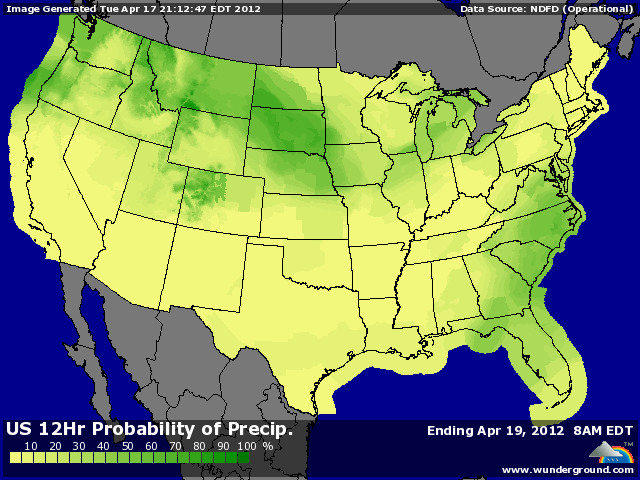 Image Generated Tue Apr 17 21:12:47 EDT 2012
Data Source: NDFD (Operational)
US 12Hr Probability of Precip.
Ending Apr 19, 2012 8AM EDT
10 20 30 40 50 60 70 80 90 100 %
TM
www.wunderground.com